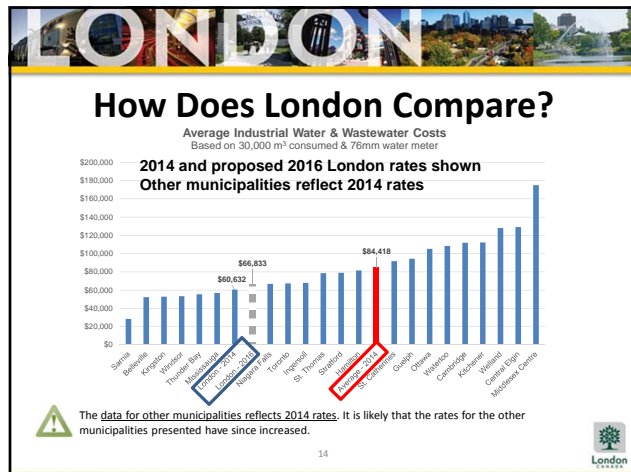 LONDON
How Does London Compare?
Average Industrial Water & Wastewater Costs
Based on 30,000 m³ consumed & 76mm water meter
2014 and proposed 2016 London rates shown
Other municipalities reflect 2014 rates
$200,000
$180,000
$160,000
$140,000
$120,000
$100,000
$80,000
$60,000
$40,000
$20,000
$0
$60,632
$66,833
$84,418
Sarnia
Belleville
Kingston
Windsor
Thunder Bay
Mississauga
London - 2014
London - 2016
Niagara Falls
Toronto
Ingersoll
St. Thomas
Stratford
Hamilton
Average - 2014
St. Catherines
Guelph
Ottawa
Waterloo
Cambridge
Kitchener
Welland
Central Elgin
Middlesex Centre
The data for other municipalities reflects 2014 rates. It is likely that the rates for the other
municipalities presented have since increased.
14
London
CANADA